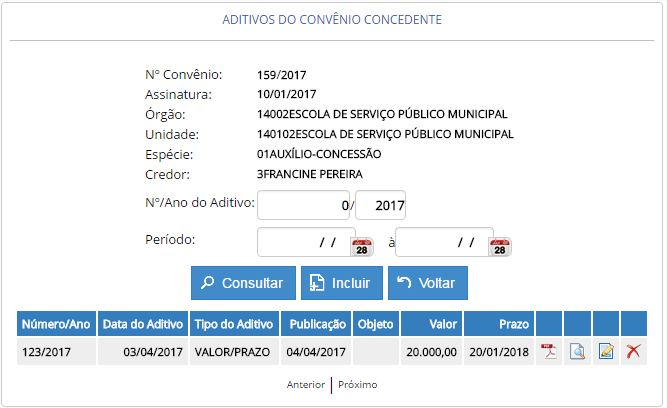 ADITIVOS DO CONVÊNIO CONCEDENTE
Nº Convênio: 159/2017
Assinatura: 10/01/2017
Órgão: 14002ESCOLA DE SERVIÇO PÚBLICO MUNICIPAL
Unidade: 140102ESCOLA DE SERVIÇO PÚBLICO MUNICIPAL
Espécie: 01AUXÍLIO-CONCESSÃO
Credor: 3FRANCINE PEREIRA
Nº/Ano do Aditivo: 0/ 2017
Período: / / 28 à / / 28
Consultar Incluir Voltar
Número/Ano Data do Aditivo Tipo do Aditivo Publicação Objeto Valor Prazo
123/2017 03/04/2017 VALOR/PRAZO 04/04/2017 20.000,00 20/01/2018
Anterior | Próximo